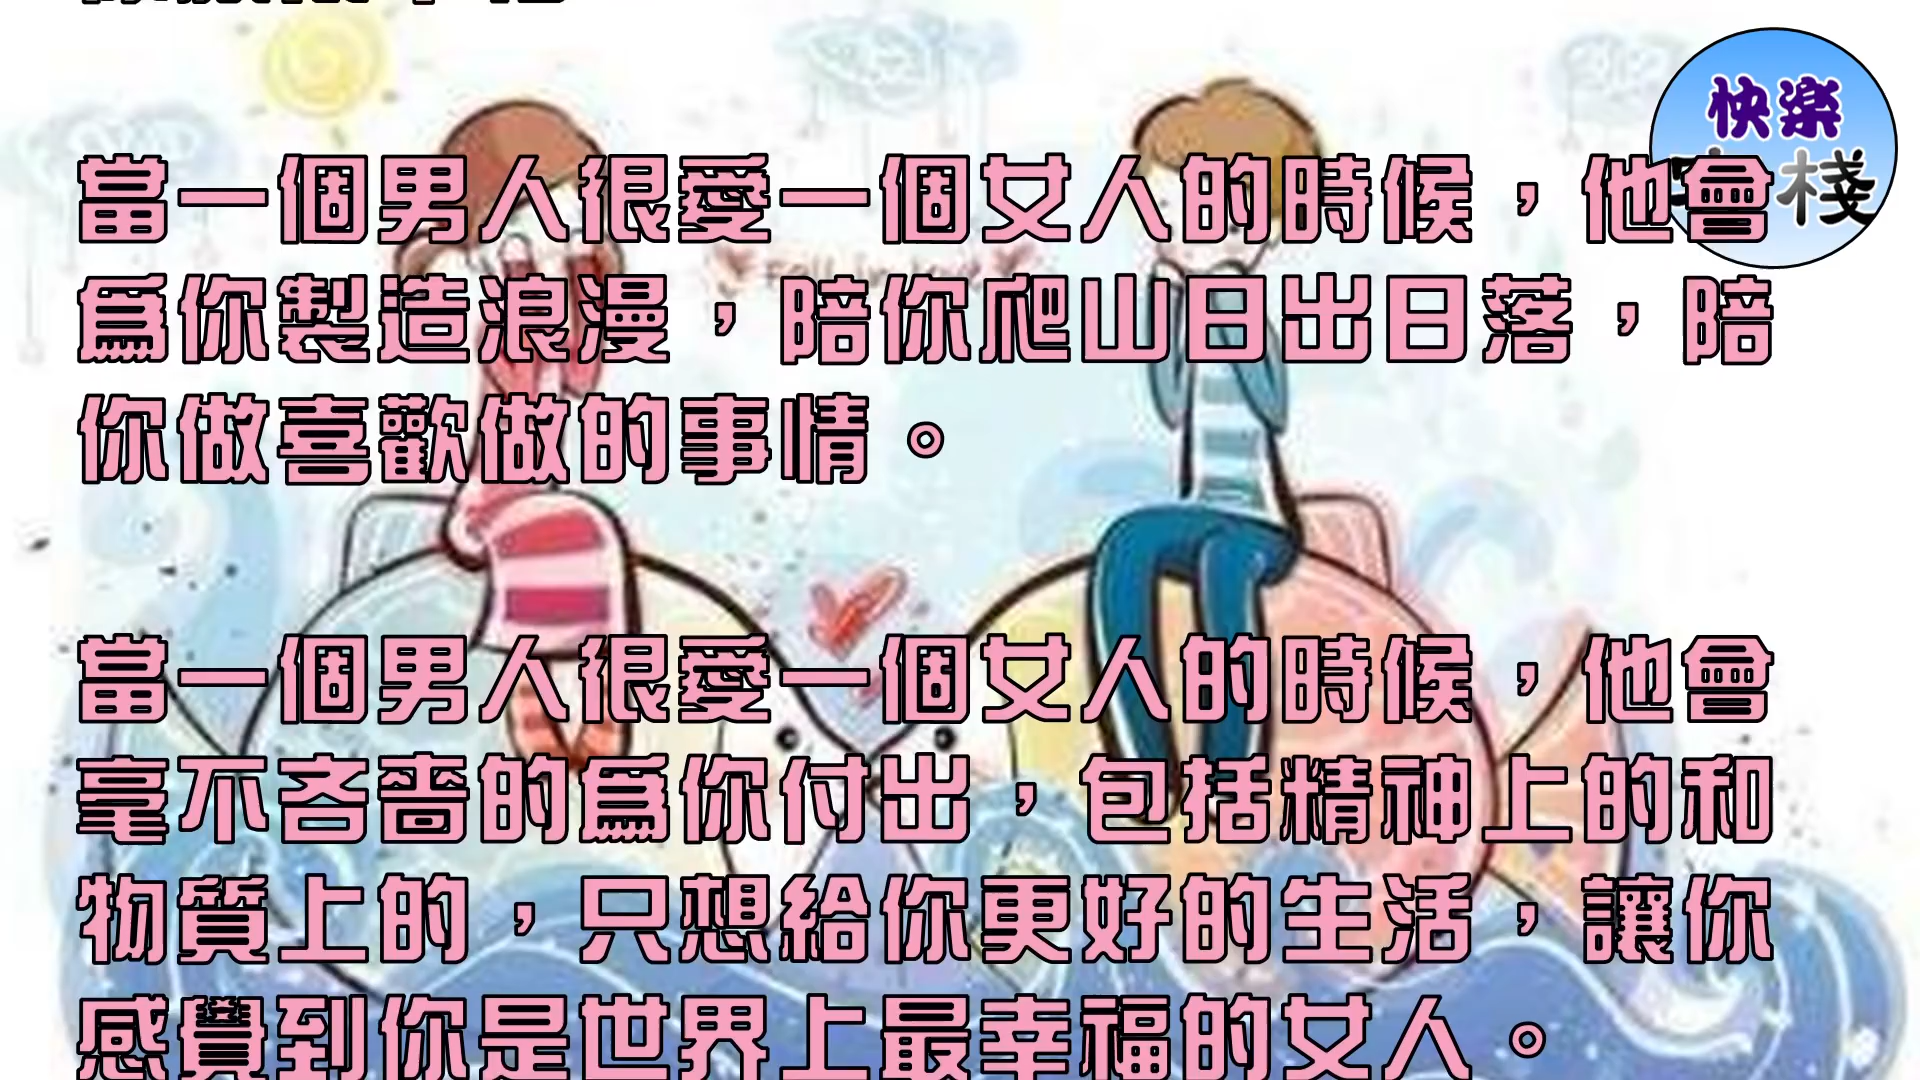 快楽
栈
當一個男人很愛一個女人的時候，他會
爲你製造浪漫，陪你爬山日出日落，陪
你做喜歡做的事情。
當一個男人很愛一個女人的時候，他會
毫不吝嗇的爲你付出，包括精神上的和
物質上的，只想給你更好的生活，讓你
感覺到你是世界上最幸福的女人。